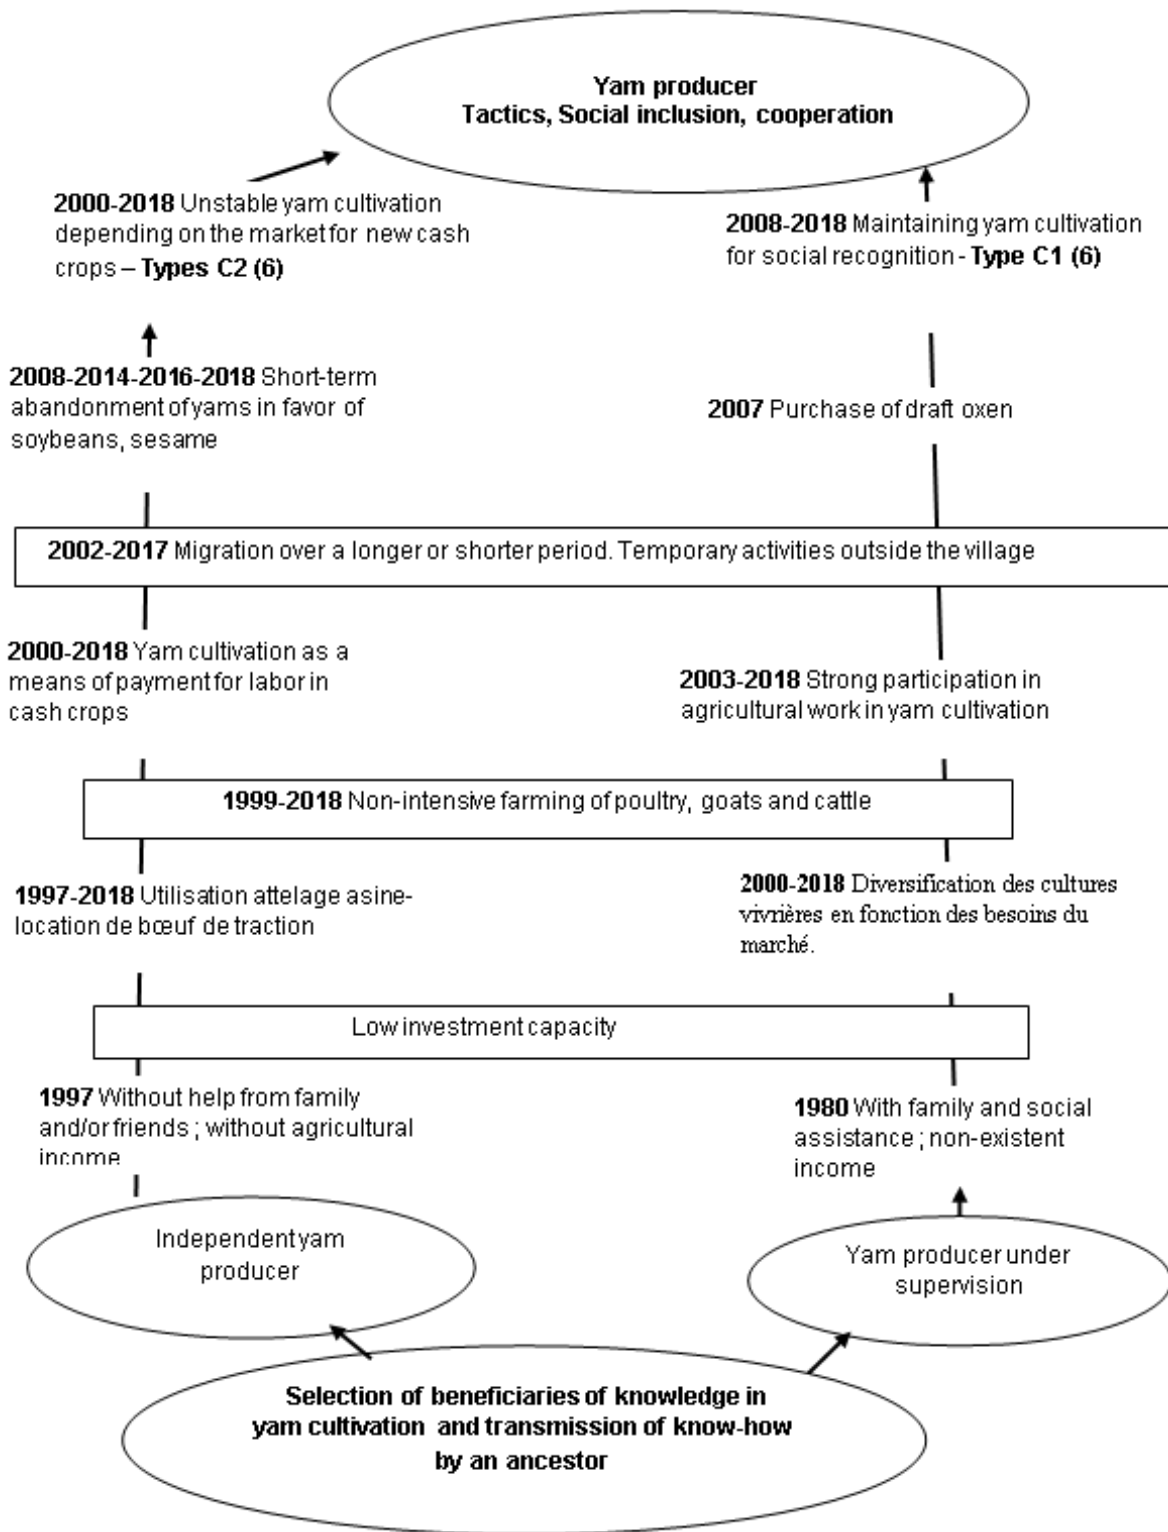 Yam producer
Tactics, Social inclusion, cooperation
2000-2018 Unstable yam cultivation
depending on the market for new cash
crops – Types C2 (6)
2008-2018 Maintaining yam cultivation
for social recognition - Type C1 (6)
2008-2014-2016-2018 Short-term
abandonment of yams in favor of
soybeans, sesame
2007 Purchase of draft oxen
2002-2017 Migration over a longer or shorter period. Temporary activities outside the village
2000-2018 Yam cultivation as a
means of payment for labor in
cash crops
2003-2018 Strong participation in
agricultural work in yam cultivation
1999-2018 Non-intensive farming of poultry, goats and cattle
1997-2018 Utilisation attelage asine-
location de bœuf de traction
2000-2018 Diversification des cultures
vivrières en fonction des besoins du
marché.
Low investment capacity
1997 Without help from family
and/or friends ; without agricultural
income
1980 With family and social
assistance ; non-existent
income
Independent yam
producer
Yam producer under
supervision
Selection of beneficiaries of knowledge in
yam cultivation and transmission of know-how
by an ancestor